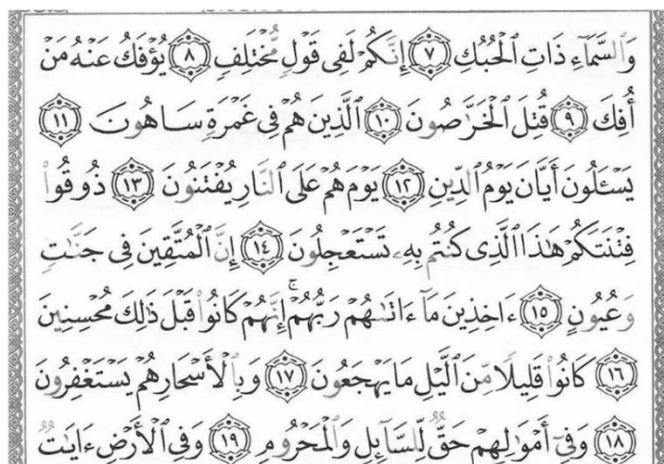 وَٱلسَّمَآءِ ذَاتِ ٱلْحُبُكِ ٧ إِنَّكُمْ لَفِى قَوْلٍ مُّخْتَلِفٍ ٨ يُؤْفَكُ عَنْهُ مَنْ
أُفِكَ ٩ قُتِلَ ٱلْخَرَّٰصُونَ ١٠ ٱلَّذِينَ هُمْ فِى غَمْرَةٍ سَاهُونَ ١١
يَسْـَٔلُونَ أَيَّانَ يَوْمُ ٱلدِّينِ ١٢ يَوْمَ هُمْ عَلَى ٱلنَّارِ يُفْتَنُونَ ١٣ ذُوقُوا۟
فِتْنَتَكُمْ هَٰذَا ٱلَّذِى كُنتُم بِهِۦ تَسْتَعْجِلُونَ ١٤ إِنَّ ٱلْمُتَّقِينَ فِى جَنَّٰتٍ
وَعُيُونٍ ١٥ ءَاخِذِينَ مَآ ءَاتَىٰهُمْ رَبُّهُمْ ۚ إِنَّهُمْ كَانُوا۟ قَبْلَ ذَٰلِكَ مُحْسِنِينَ
١٦ كَانُوا۟ قَلِيلًا مِّنَ ٱلَّيْلِ مَا يَهْجَعُونَ ١٧ وَبِٱلْأَسْحَارِ هُمْ يَسْتَغْفِرُونَ
١٨ وَفِىٓ أَمْوَٰلِهِمْ حَقٌّ لِّلسَّآئِلِ وَٱلْمَحْرُومِ ١٩ وَفِى ٱلْأَرْضِ ءَايَٰتٌ